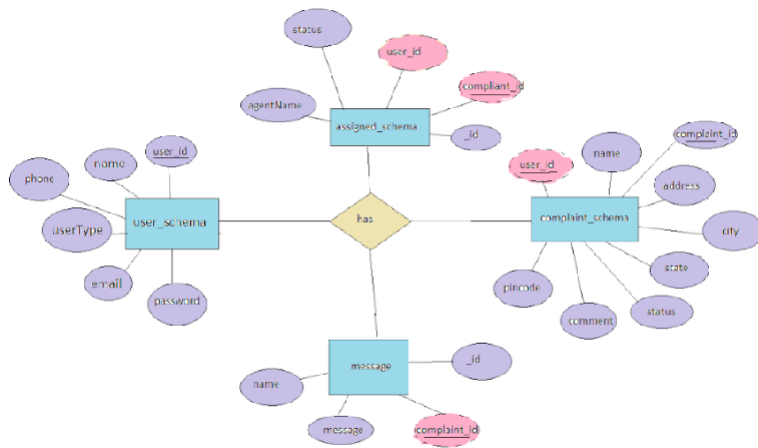 status
user_id
compliant_id
agentName
assigned_schema
_id
name
complaint_id
user_id
name
user_id
phone
address
user_schema
has
complaint_schema
userType
city
email
password
pincode
state
comment
status
_id
message
name
message
complaint_id